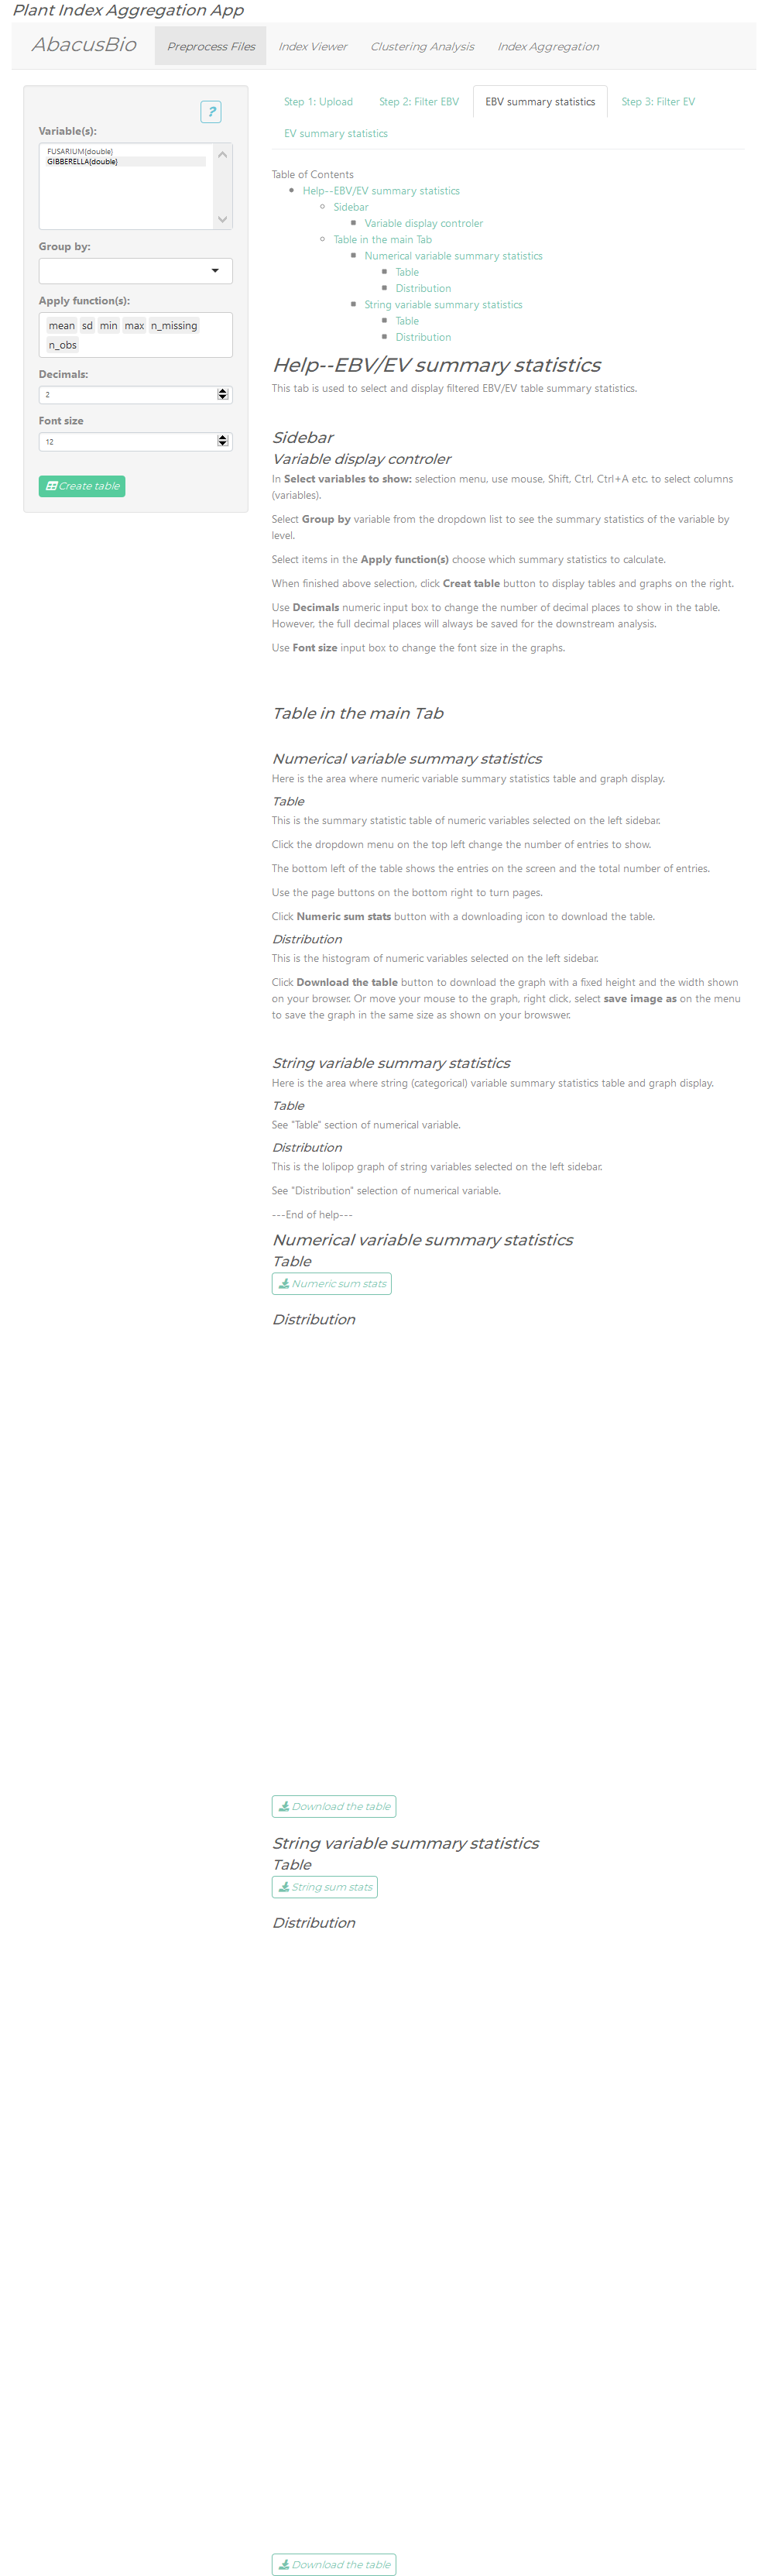 Plant Index Aggregation App
AbacusBio
Preprocess Files
Index Viewer
Clustering Analysis
Index Aggregation
?
Variable(s):
FUSARIUM{double}
GIBBERELLA{double}
Group by:
Apply function(s):
mean sd min max n_missing
n_obs
Decimals:
2
Font size
12
Create table
Step 1: Upload
Step 2: Filter EBV
EBV summary statistics
Step 3: Filter EV
EV summary statistics
Table of Contents
Help--EBV/EV summary statistics
Sidebar
Variable display controler
Table in the main Tab
Numerical variable summary statistics
Table
Distribution
String variable summary statistics
Table
Distribution
Help--EBV/EV summary statistics
This tab is used to select and display filtered EBV/EV table summary statistics.
Sidebar
Variable display controler
In Select variables to show: selection menu, use mouse, Shift, Ctrl, Ctrl+A etc. to select columns
(variables).
Select Group by variable from the dropdown list to see the summary statistics of the variable by
level.
Select items in the Apply function(s) choose which summary statistics to calculate.
When finished above selection, click Creat table button to display tables and graphs on the right.
Use Decimals numeric input box to change the number of decimal places to show in the table.
However, the full decimal places will always be saved for the downstream analysis.
Use Font size input box to change the font size in the graphs.
Table in the main Tab
Numerical variable summary statistics
Here is the area where numeric variable summary statistics table and graph display.
Table
This is the summary statistic table of numeric variables selected on the left sidebar.
Click the dropdown menu on the top left change the number of entries to show.
The bottom left of the table shows the entries on the screen and the total number of entries.
Use the page buttons on the bottom right to turn pages.
Click Numeric sum stats button with a downloading icon to download the table.
Distribution
This is the histogram of numeric variables selected on the left sidebar.
Click Download the table button to download the graph with a fixed height and the width shown
on your browser. Or move your mouse to the graph, right click, select save image as on the menu
to save the graph in the same size as shown on your browswer.
String variable summary statistics
Here is the area where string (categorical) variable summary statistics table and graph display.
Table
See "Table" section of numerical variable.
Distribution
This is the lolipop graph of string variables selected on the left sidebar.
See "Distribution" selection of numerical variable.
---End of help---
Numerical variable summary statistics
Table
Numeric sum stats
Distribution
Download the table
String variable summary statistics
Table
String sum stats
Distribution
Download the table